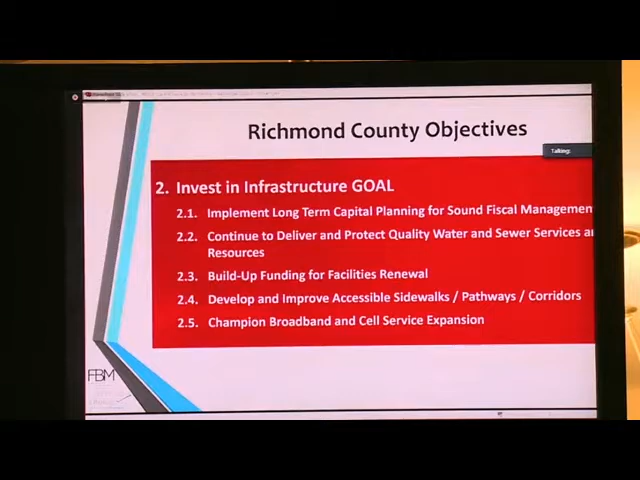 Richmond County Objectives
Talking:
2. Invest in Infrastructure GOAL
2.1. Implement Long Term Capital Planning for Sound Fiscal Managemen
2.2. Continue to Deliver and Protect Quality Water and Sewer Services an
Resources
2.3. Build-Up Funding for Facilities Renewal
2.4. Develop and Improve Accessible Sidewalks / Pathways / Corridors
2.5. Champion Broadband and Cell Service Expansion
FBM